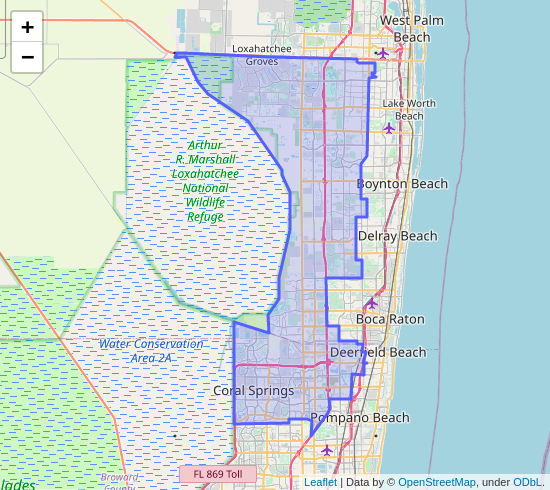 +
−
West Palm
Beach
Loxahatchee
Groves
Lake Worth
Beach
Arthur
R. Marshall
Loxahatchee
National
Wildlife
Refuge
Boynton Beach
Delray Beach
Boca Raton
Water Conservation
Area 2A
Deerfield Beach
Coral Springs
Pompano Beach
FL 869 Toll
Broward
County
lades
Leaflet | Data by © OpenStreetMap, under ODbL.